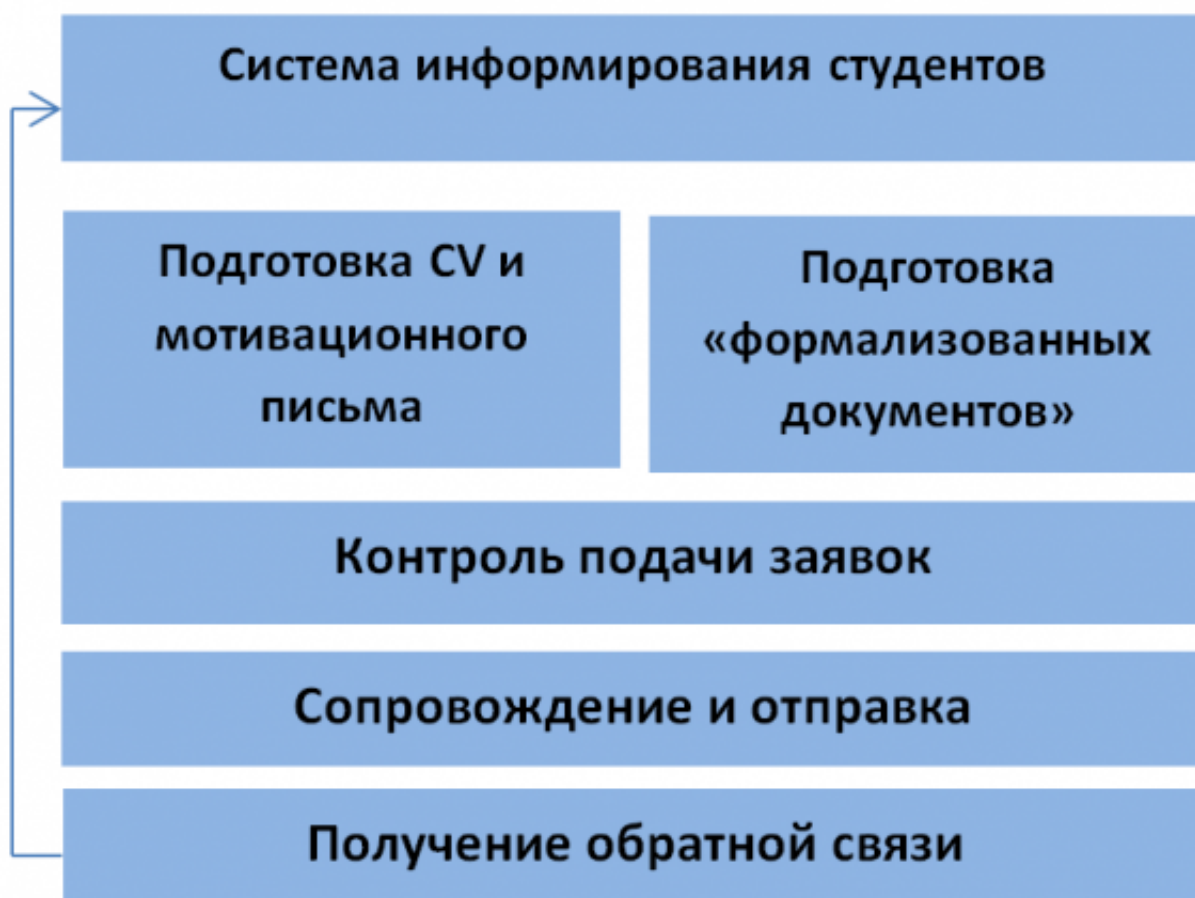 Система информирования студентов
Подготовка CV и
мотивационного
письма
Подготовка
«формализованных
документов»
Контроль подачи заявок
Сопровождение и отправка
Получение обратной связи